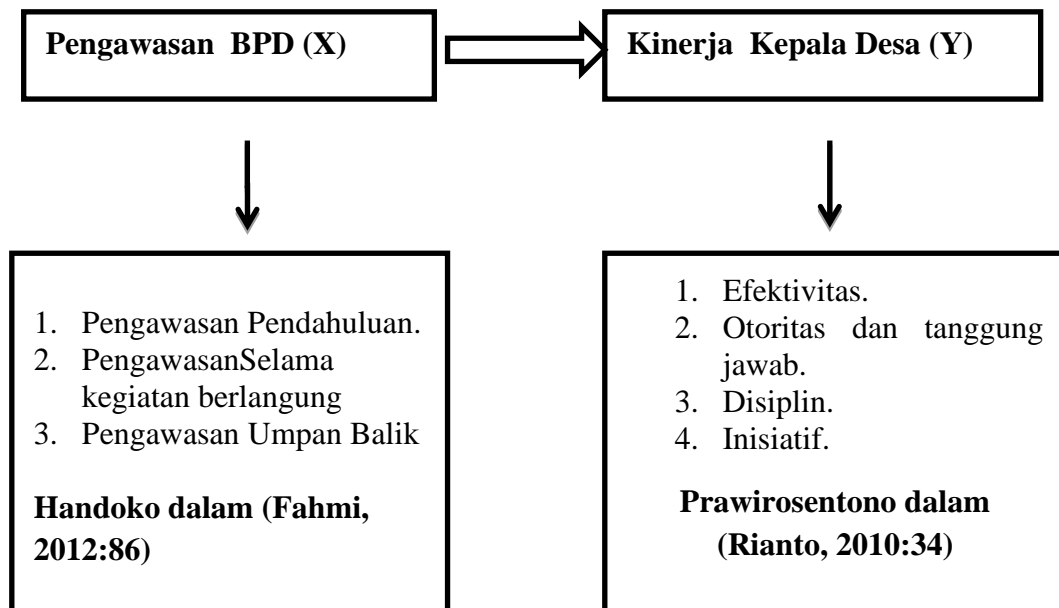 Pengawasan BPD (X)
Kinerja Kepala Desa (Y)
1. Pengawasan Pendahuluan.
2. PengawasanSelama
kegiatan berlangung
3. Pengawasan Umpan Balik
Handoko dalam (Fahmi,
2012:86)
1. Efektivitas.
2. Otoritas dan tanggung
jawab.
3. Disiplin.
4. Inisiatif.
Prawirosentono dalam
(Rianto, 2010:34)